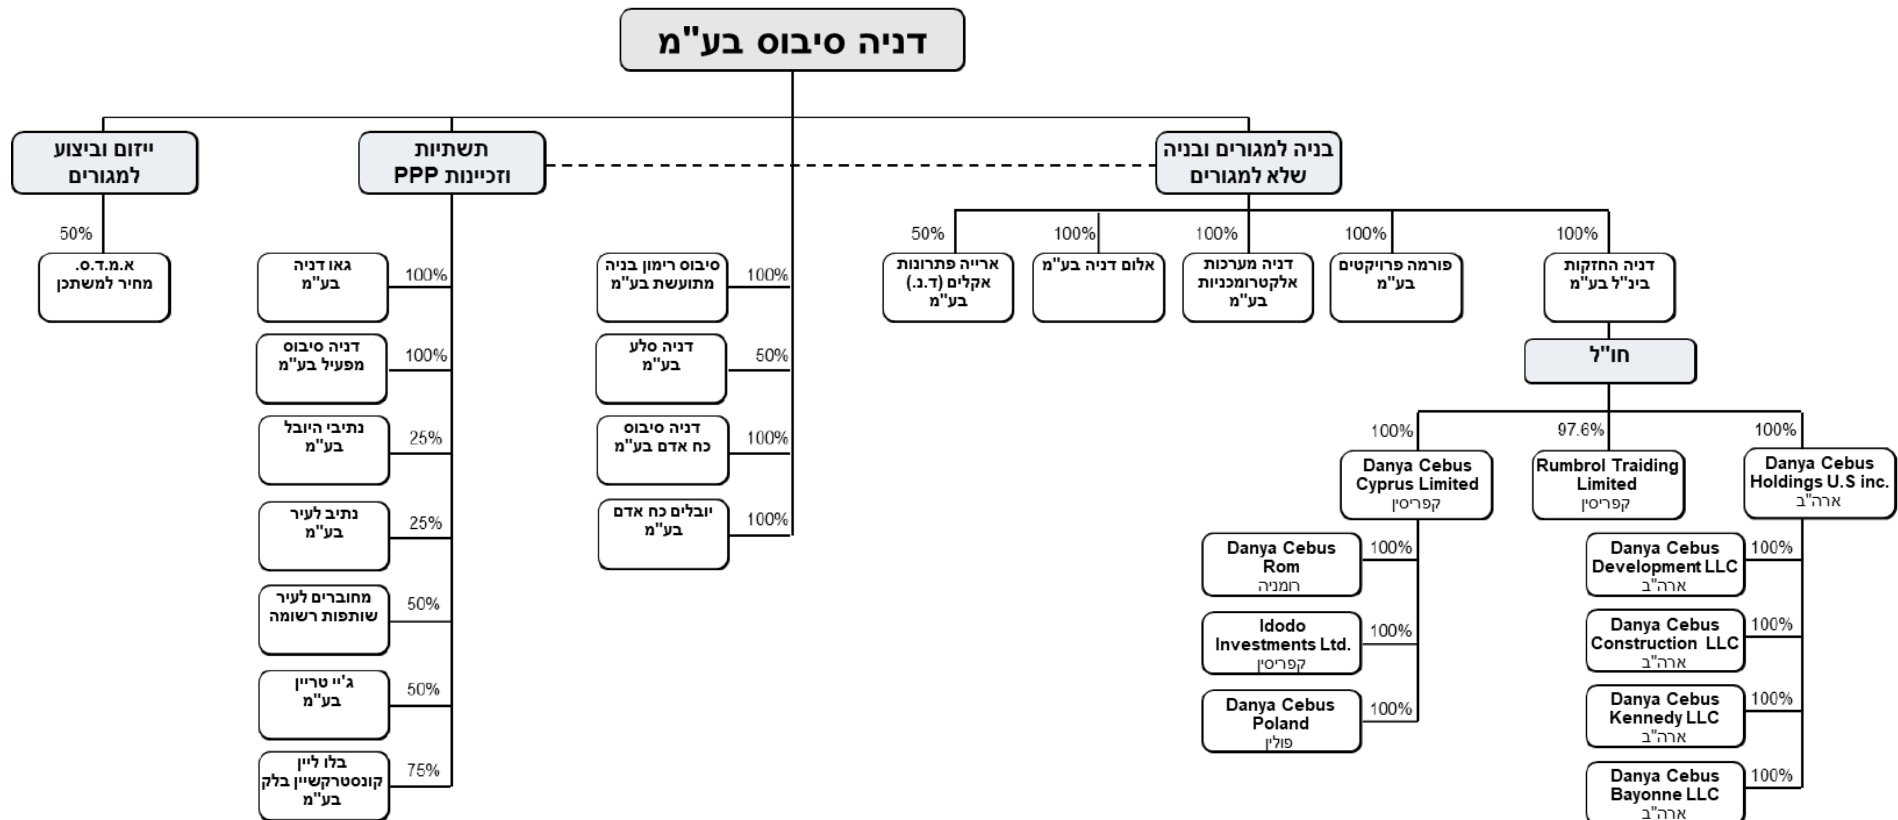 דניה סיבוס בע"מ
בניה למגורים ובניה
שלא למגורים
תשתיות
וזכיינות PPP
ייזום וביצוע
למגורים
100%
דניה החזקות
בינ"ל בע"מ
100%
פורמה פרויקטים
בע"מ
100%
דניה מערכות
אלקטרומכניות
בע"מ
100%
אלום דניה בע"מ
50%
ארייה פתרונות
אקלים (ד.נ.)
בע"מ
חו"ל
100%
Danya Cebus
Holdings U.S inc.
ארה"ב
97.6%
Rumbrol Traiding
Limited
קפריסין
100%
Danya Cebus
Cyprus Limited
קפריסין
100%
Danya Cebus
Development LLC
ארה"ב
100%
Danya Cebus
Construction LLC
ארה"ב
100%
Danya Cebus
Kennedy LLC
ארה"ב
100%
Danya Cebus
Bayonne LLC
ארה"ב
100%
Danya Cebus
Rom
רומניה
100%
Idodo
Investments Ltd.
קפריסין
100%
Danya Cebus
Poland
פולין
100%
סיבוס רימון בניה
מתועשת בע"מ
50%
דניה סלע
בע"מ
100%
דניה סיבוס
כח אדם בע"מ
100%
יובלים כח אדם
בע"מ
100%
גאו דניה
בע"מ
100%
דניה סיבוס
מפעיל בע"מ
25%
נתיבי היובל
בע"מ
25%
נתיב לעיר
בע"מ
50%
מחוברים לעיר
שותפות רשומה
50%
ג'יי טריין
בע"מ
75%
בלו ליין
קונסטרקשיין בלק
בע"מ
50%
א.מ.ד.ס.
מחיר למשתכן